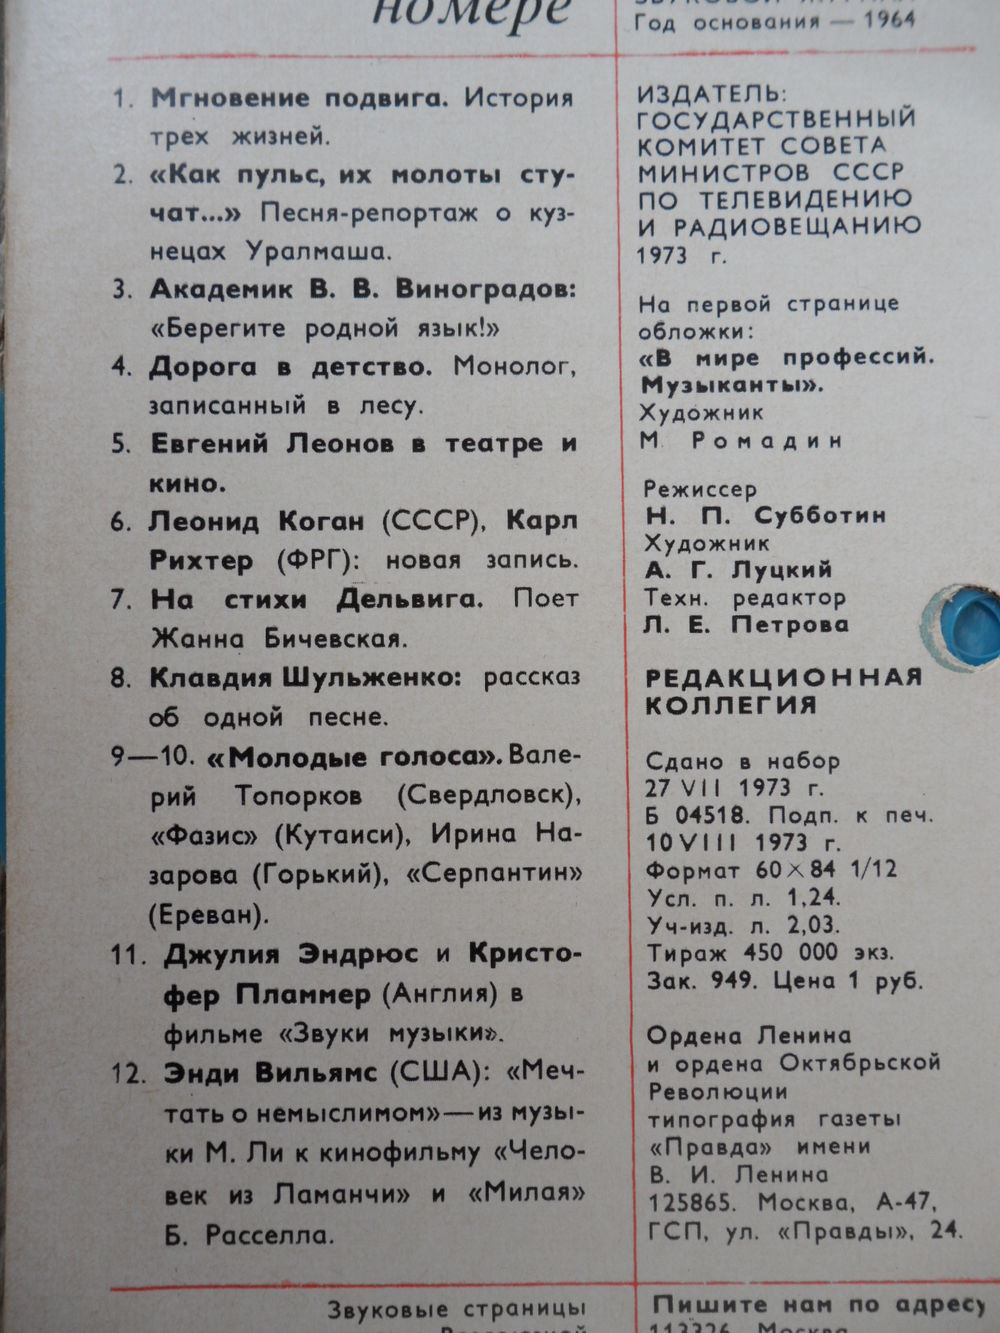 номере
1. Мгновение подвига. История
трех жизней.
2. «Как пульс, их молоты сту-
чат...» Песня-репортаж о куз-
нецах Уралмаша.
3. Академик В. В. Виноградов:
«Берегите родной язык!»
4. Дорога в детство. Монолог,
записанный в лесу.
5. Евгений Леонов в театре и
кино.
6. Леонид Коган (СССР), Карл
Рихтер (ФРГ): новая запись.
7. На стихи Дельвига. Поет
Жанна Бичевская.
8. Клавдия Шульженко: рассказ
об одной песне.
9—10. «Молодые голоса». Вале-
рий Топорков (Свердловск),
«Фазис» (Кутаиси), Ирина На-
зарова (Горький), «Серпантин»
(Ереван).
11. Джулия Эндрюс и Кристо-
фер Пламмер (Англия) в
фильме «Звуки музыки».
12. Энди Вильямс (США): «Меч-
тать о немыслимом»—из музы-
ки М. Ли к кинофильму «Чело-
век из Ламанчи» и «Милая»
Б. Расселла.
Звуковые страницы
Год основания — 1964
ИЗДАТЕЛЬ:
ГОСУДАРСТВЕННЫЙ
КОМИТЕТ СОВЕТА
МИНИСТРОВ СССР
ПО ТЕЛЕВИДЕНИЮ
И РАДИОВЕЩАНИЮ
1973 г.
На первой странице
обложки:
«В мире профессий.
Музыканты».
Художник
М Ромадин
Режиссер
Н. П. Субботин
Художник
А. Г. Луцкий
Техн. редактор
Л. Е. Петрова
РЕДАКЦИОННАЯ
КОЛЛЕГИЯ
Сдано в набор
27 VII 1973 г.
Б 04518. Подп. к печ.
10 VIII 1973 г.
Формат 60×84 1/12
Усл. п. л. 1,24.
Уч-изд. л. 2,03.
Тираж 450 000 экз.
Зак. 949. Цена 1 руб.
Ордена Ленина
и ордена Октябрьской
Революции
типография газеты
«Правда» имени
В. И. Ленина
125865. Москва, А-47,
ГСП, ул. «Правды», 24.
Пишите нам по адресу